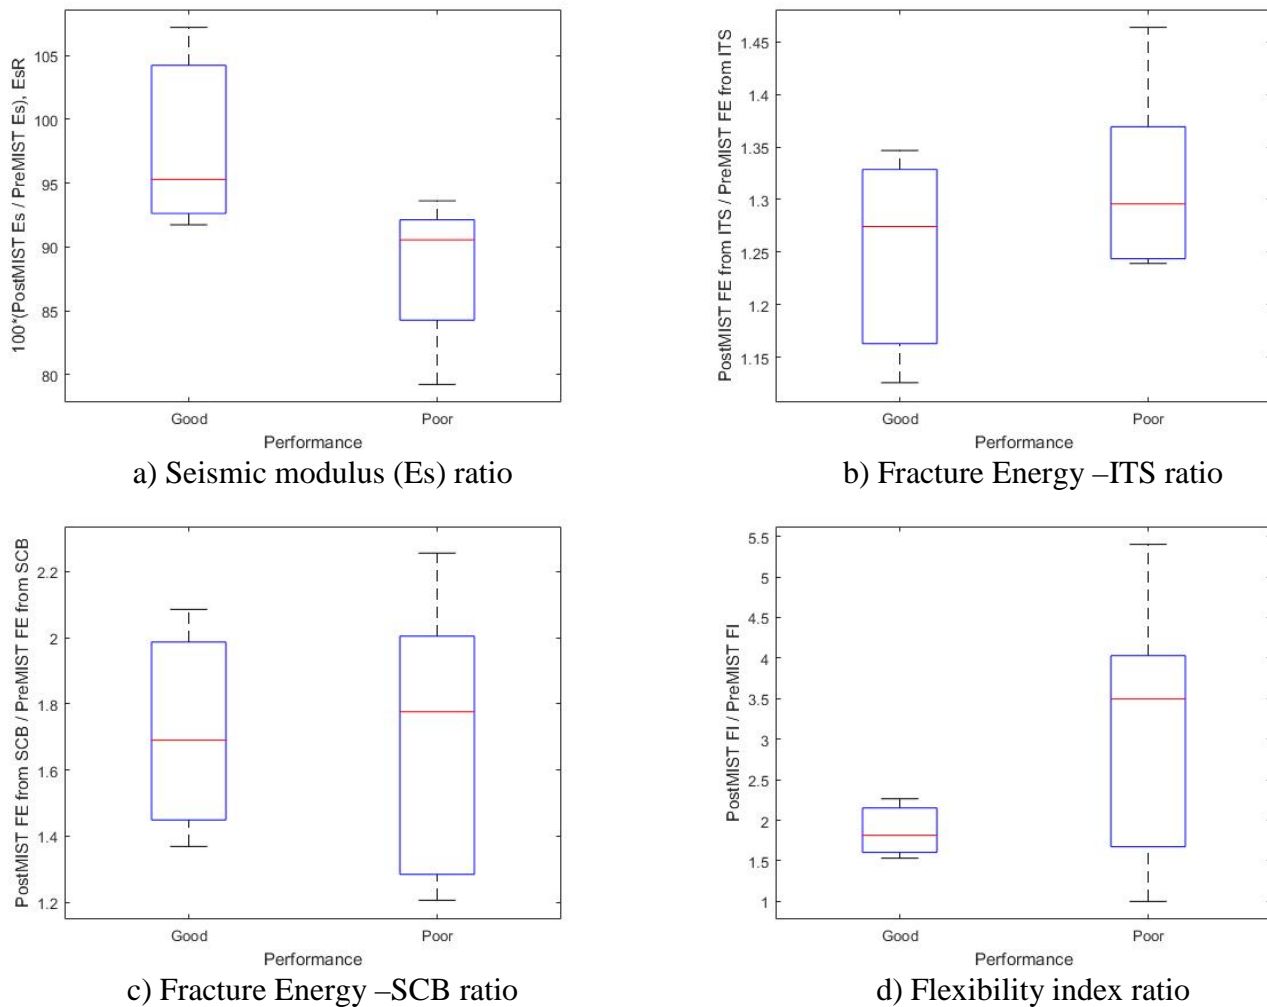 100*(PostMIST Es / PreMIST Es), EsR
105
100
95
90
85
80
Good
Poor
Performance
a) Seismic modulus (Es) ratio
PostMIST FE from ITS / PreMIST FE from ITS
1.45
1.4
1.35
1.3
1.25
1.2
1.15
Good
Poor
Performance
b) Fracture Energy –ITS ratio
PostMIST FE from SCB / PreMIST FE from SCB
2.2
2
1.8
1.6
1.4
1.2
Good
Poor
Performance
c) Fracture Energy –SCB ratio
PostMIST FI / PreMIST FI
5.5
5
4.5
4
3.5
3
2.5
2
1.5
1
Good
Poor
Performance
d) Flexibility index ratio